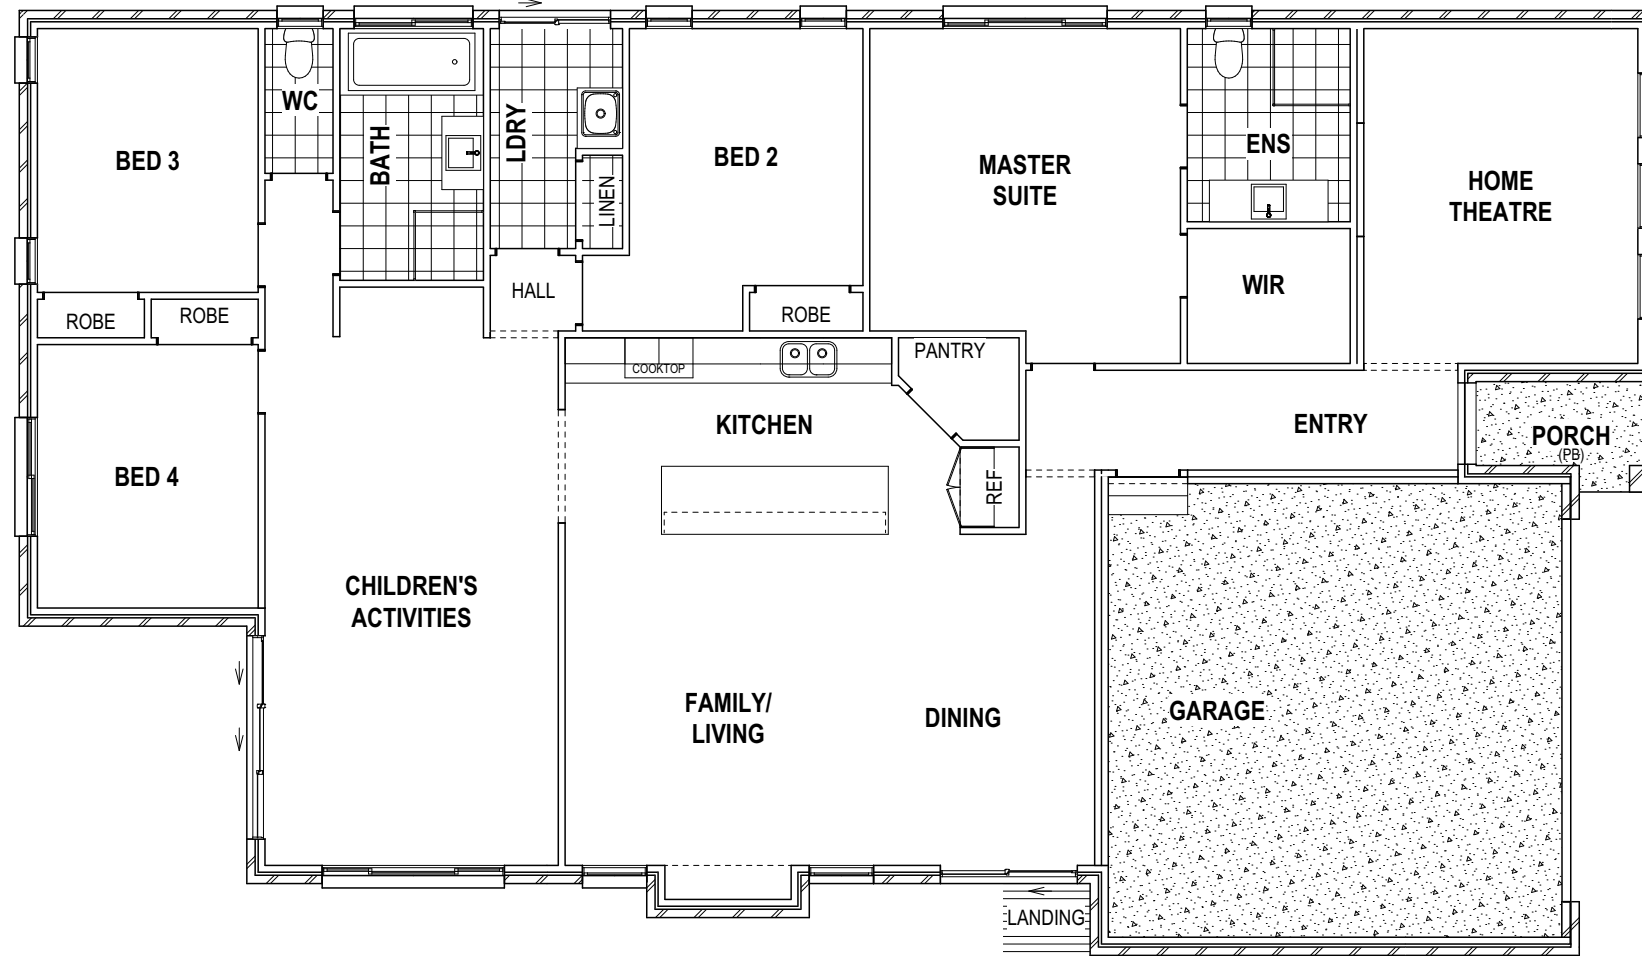 WC
BATH
LDRY
BED 3
BED 2
MASTER
SUITE
ENS
HOME
THEATRE
LINEN
WIR
HALL
ROBE
ROBE
ROBE
COOKTOP
PANTRY
KITCHEN
ENTRY
PORCH
(PB)
BED 4
REF
CHILDREN'S
ACTIVITIES
FAMILY/
LIVING
DINING
GARAGE
LANDING